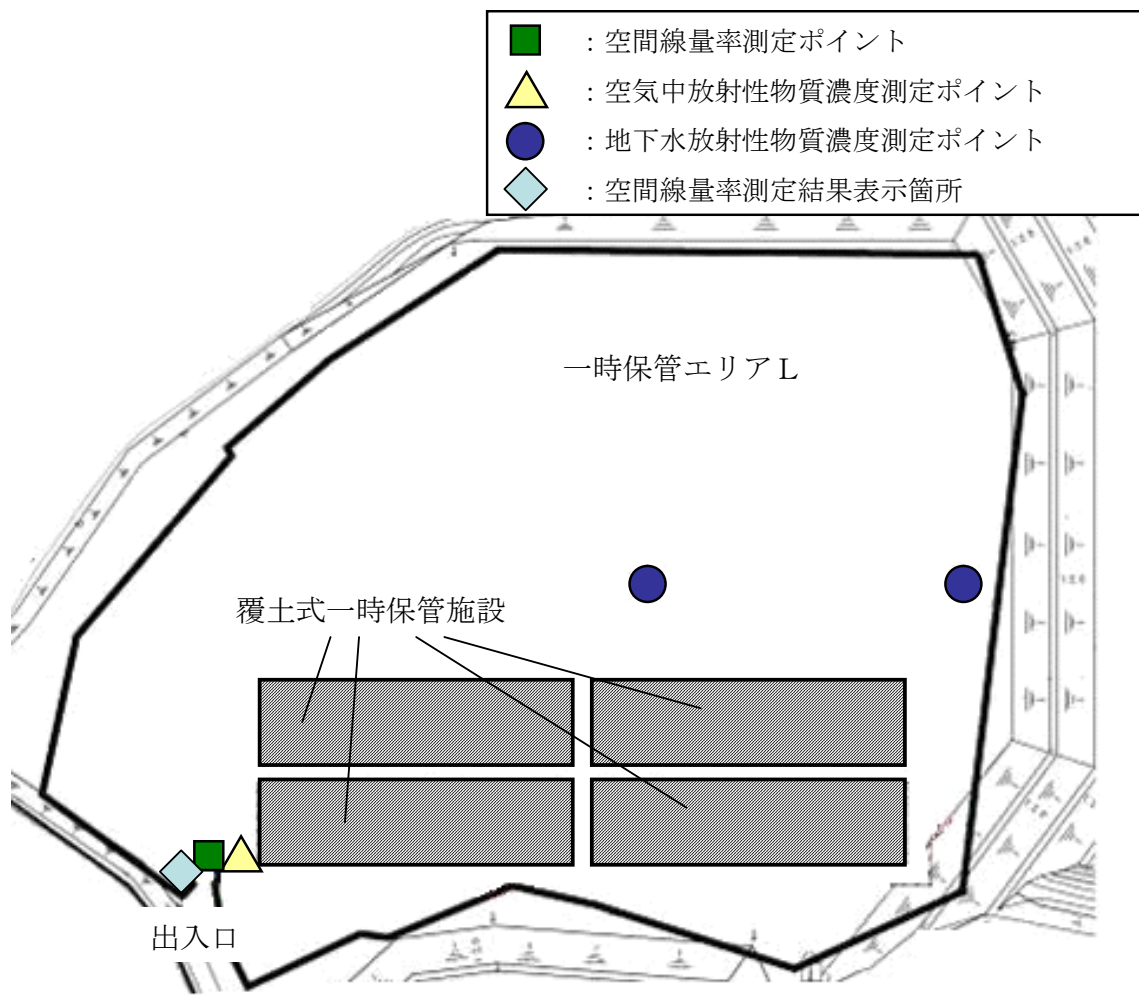 ：空間線量率測定ポイント
：空気中放射性物質濃度測定ポイント
：地下水放射性物質濃度測定ポイント
：空間線量率測定結果表示箇所
一時保管エリアＬ
覆土式一時保管施設
出入口